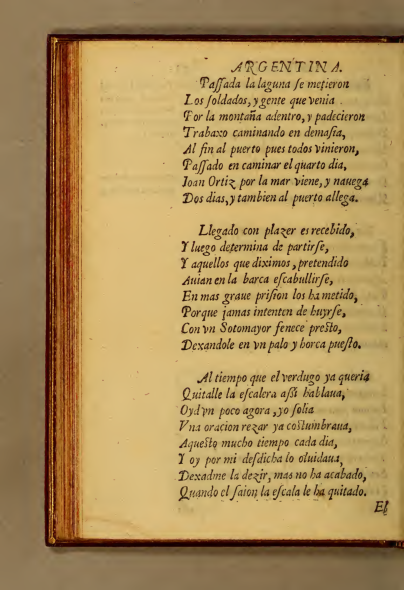 ARGENTINA.
Paſſada la laguna ſe metieron
Los ſoldados, y gente que venia
Por la montaña adentro, y padecieron
Trabaxo caminando en demaſia,
Al fin al puerto pues todos vinieron,
Paſſado en caminar el quarto dia,
Ioan Ortiz por la mar viene, y nauega
Dos dias, y tambien al puerto allega.
Llegado con plazer es recebido,
Y luego determina de partirſe,
Y aquellos que diximos, pretendido
Auian en la barca eſcabullirſe,
En mas graue priſion los ha metido,
Porque jamas intenten de huyrſe,
Con vn Sotomayor fenece preſto,
Dexandole en vn palo y horca pueſto.
Al tiempo que el verdugo ya queria
Quitalle la eſcalera aſsi hablaua,
Oyd vn poco agora, yo ſolia
Vna oracion rezar ya coſtumbraua,
Aqueſto mucho tiempo cada dia,
Y oy por mi deſdicha lo oluidaua,
Dexadme la dezir, mas no ha acabado,
Quando el ſaion la eſcala le ha quitado.
El